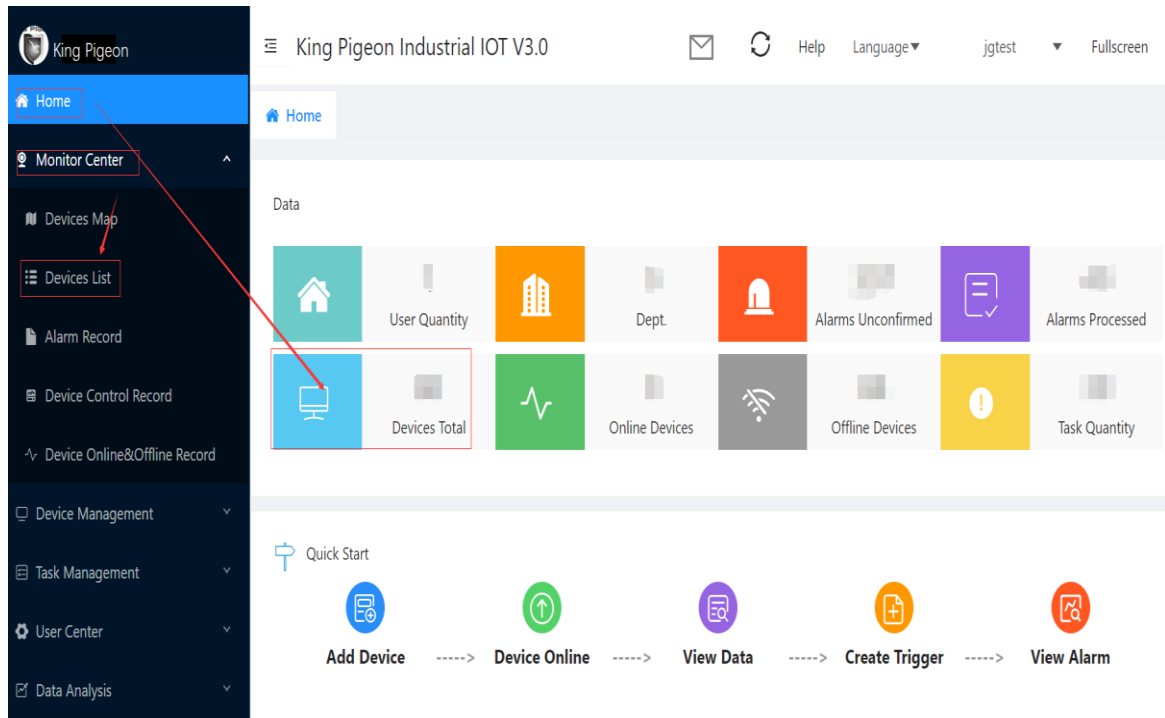 King Pigeon
Home
Monitor Center
Devices Map
Devices List
Alarm Record
Device Control Record
Device Online&Offline Record
Device Management
Task Management
User Center
Data Analysis
King Pigeon Industrial IOT V3.0
Help
Language▼
jgtest
▼
Fullscreen
Home
Data
User Quantity
Dept.
Alarms Unconfirmed
Alarms Processed
Devices Total
Online Devices
Offline Devices
Task Quantity
Quick Start
Add Device -----> Device Online -----> View Data -----> Create Trigger -----> View Alarm